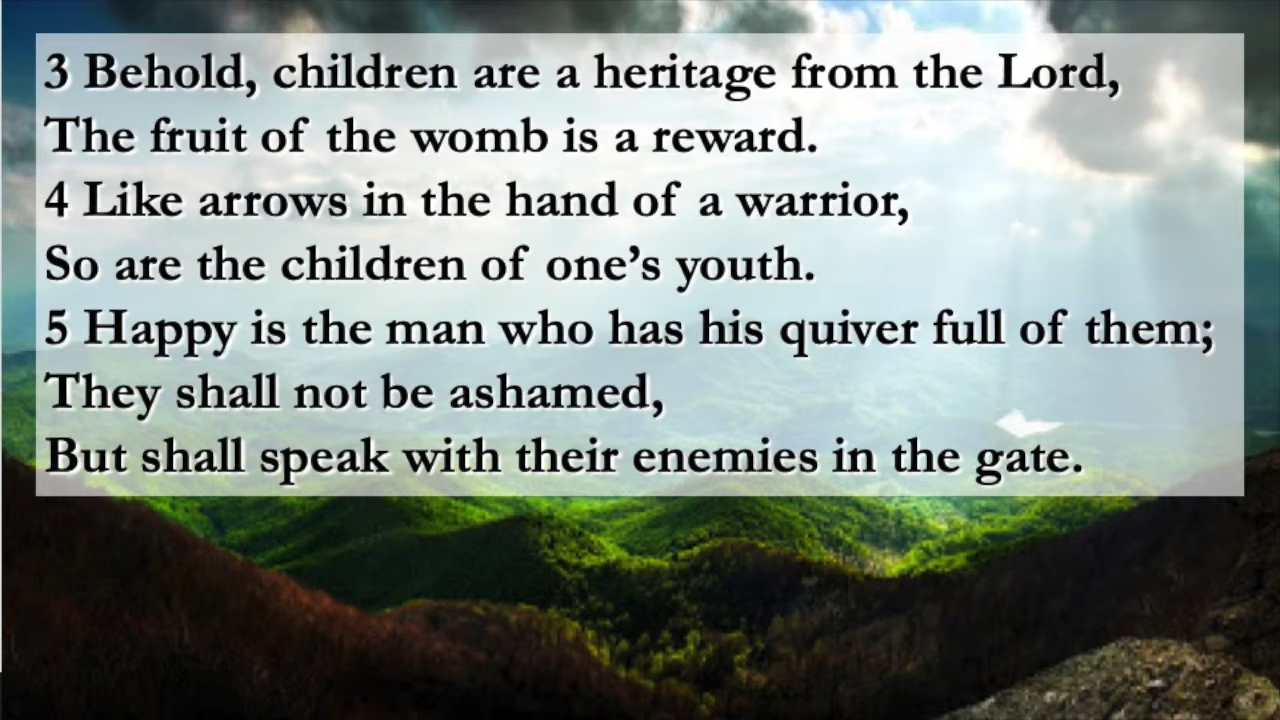 3 Behold, children are a heritage from the Lord,
The fruit of the womb is a reward.
4 Like arrows in the hand of a warrior,
So are the children of one’s youth.
5 Happy is the man who has his quiver full of them;
They shall not be ashamed,
But shall speak with their enemies in the gate.